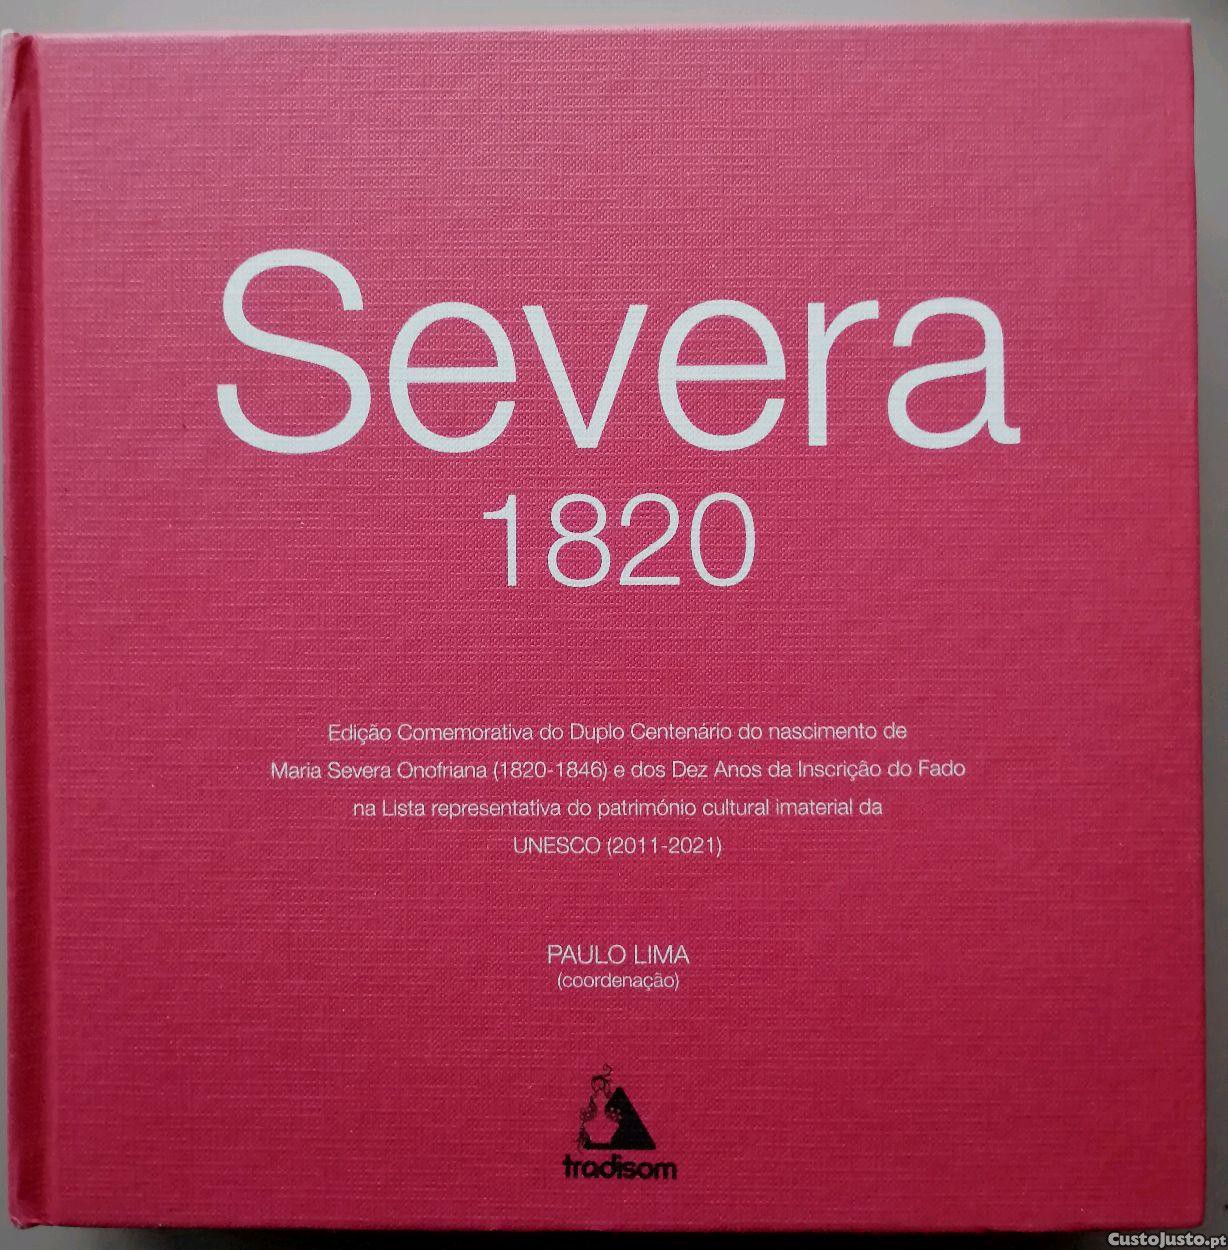 Severa
1820
Edição Comemorativa do Duplo Centenário do nascimento de
Maria Severa Onofriana (1820-1846) e dos Dez Anos da Inscrição do Fado
na Lista representativa do património cultural imaterial da
UNESCO (2011-2021)
PAULO LIMA
(coordenação)
tradisom
CustoJusto.pt